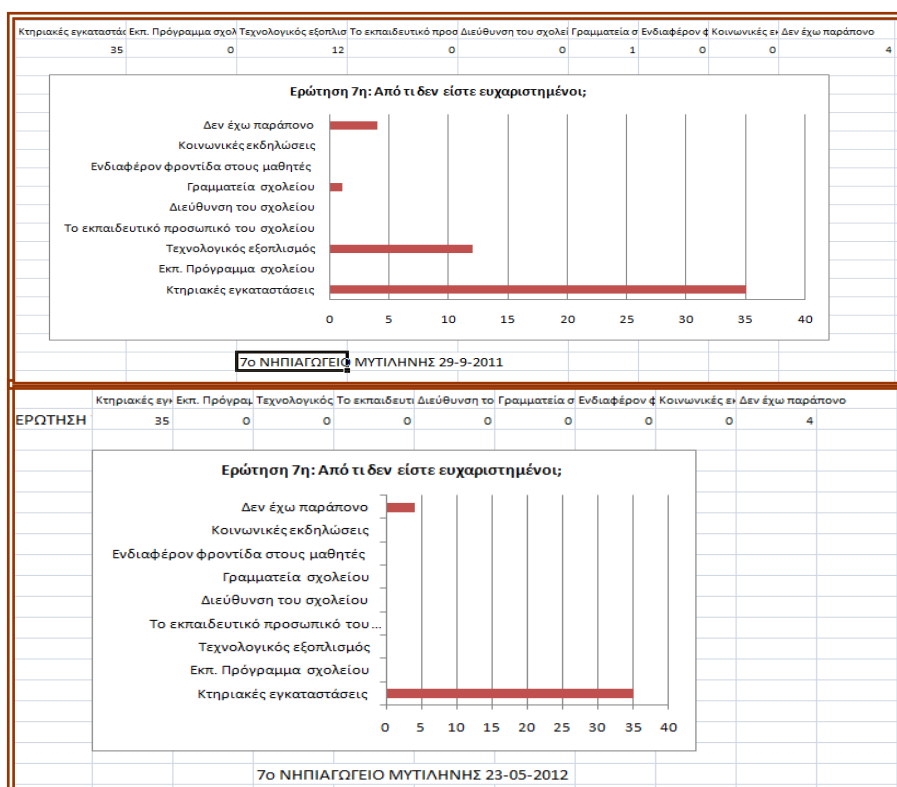 Κτηριακές εγκαταστάσ Εκπ. Πρόγραμμα σχολ Τεχνολογικός εξοπλισ Το εκπαιδευτικό προσ Διεύθυνση του σχολεί Γραμματεία σ Ενδιαφέρον φ Κοινωνικές εκ Δεν έχω παράπονο
35 0 12 0 0 1 0 0 4
Ερώτηση 7η: Από τι δεν είστε ευχαριστημένοι;
Δεν έχω παράπονο
Κοινωνικές εκδηλώσεις
Ενδιαφέρον φροντίδα στους μαθητές
Γραμματεία σχολείου
Διεύθυνση του σχολείου
Το εκπαιδευτικό προσωπικό του σχολείου
Τεχνολογικός εξοπλισμός
Εκπ. Πρόγραμμα σχολείου
Κτηριακές εγκαταστάσεις
0 5 10 15 20 25 30 35 40
7ο ΝΗΠΙΑΓΩΓΕΙΟ ΜΥΤΙΛΗΝΗΣ 29-9-2011
Κτηριακές εγκ Εκπ. Πρόγραμ Τεχνολογικός Το εκπαιδευτι Διεύθυνση το Γραμματεία σ Ενδιαφέρον φ Κοινωνικές εκ Δεν έχω παράπονο
ΕΡΩΤΗΣΗ 35 0 0 0 0 0 0 0 4
Ερώτηση 7η: Από τι δεν είστε ευχαριστημένοι;
Δεν έχω παράπονο
Κοινωνικές εκδηλώσεις
Ενδιαφέρον φροντίδα στους μαθητές
Γραμματεία σχολείου
Διεύθυνση του σχολείου
Το εκπαιδευτικό προσωπικό του ...
Τεχνολογικός εξοπλισμός
Εκπ. Πρόγραμμα σχολείου
Κτηριακές εγκαταστάσεις
0 5 10 15 20 25 30 35 40
7ο ΝΗΠΙΑΓΩΓΕΙΟ ΜΥΤΙΛΗΝΗΣ 23-05-2012